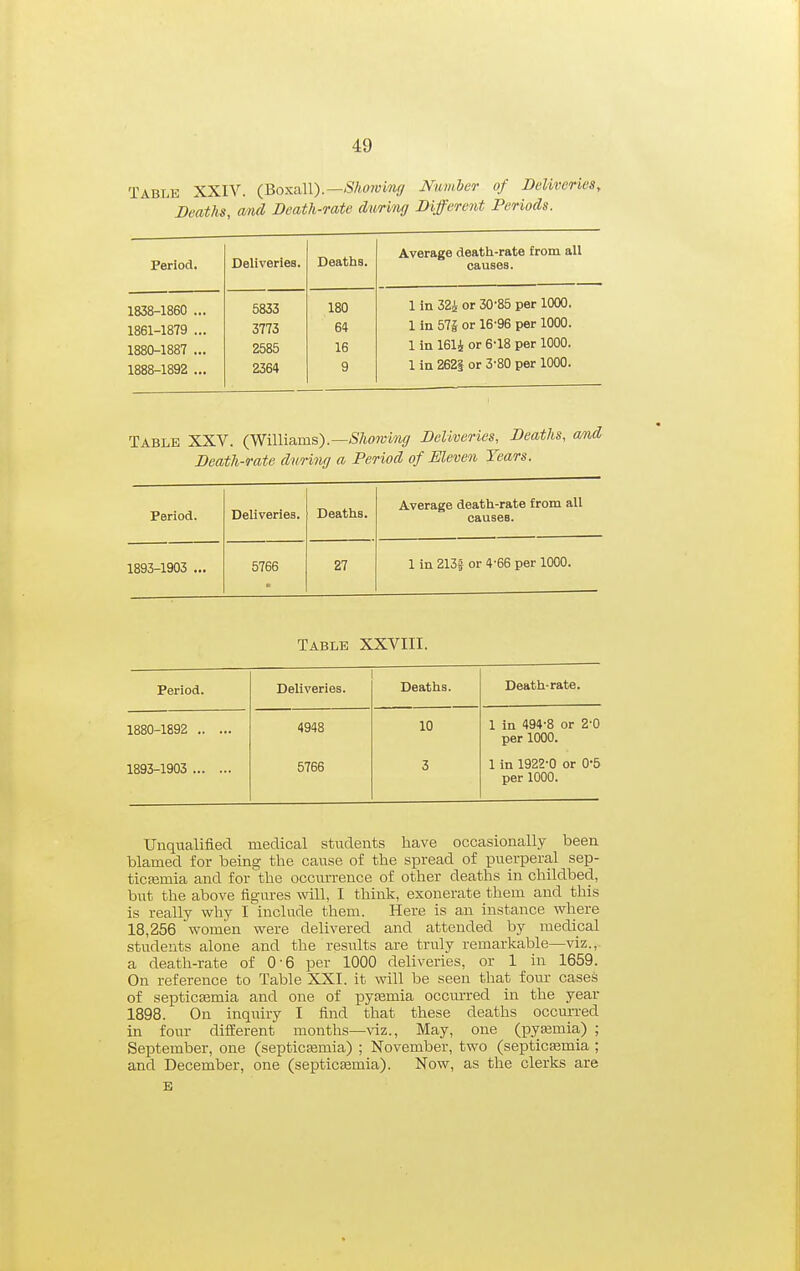 49
TABLE XXIV. (Boxall).—Showing Number of Deliveries,
Deaths, and Death-rate during Different Periods.
Period. Deliveries. Deaths. Average death-rate from all causes.
1838-1860 ... 5833 180 1 in 32½ or 30·85 per 1000.
1861-1879 ... 3773 64 1 in 57⅞ or 16·96 per 1000.
1880-1887 ... 2585 16 1 in 161½ or 6·18 per 1000.
1888-1892 ... 2364 9 1 in 262⅝ or 3·80 per 1000.
TABLE XXV. (Williams).—Showing Deliveries, Deaths, and
Death-rate during a Period of Eleven Years.
Period. Deliveries. Deaths. Average death-rate from all causes.
1893-1903 ... 5766 27 1 in 213⅝ or 4·66 per 1000.
TABLE XXVIII.
Period. Deliveries. Deaths. Death-rate.
1880-1892 .. ... 4948 10 1 in 494·8 or 2·0
per 1000.
1893-1903 ... ... 5766 3 1 in 1922·0 or 0·5
per 1000.
Unqualified medical students have occasionally been
blamed for being the cause of the spread of puerperal sep-
ticæmia and for the occurrence of other deaths in childbed,
but the above figures will, I think, exonerate them and this
is really why I include them. Here is an instance where
18,256 women were delivered and attended by medical
students alone and the results are truly remarkable—viz.,
a death-rate of 0·6 per 1000 deliveries, or 1 in 1659.
On reference to Table XXI. it will be seen that four cases
of septicæmia and one of pyæmia occurred in the year
1898. On inquiry I find that these deaths occurred
in four different months—viz., May, one (pyæmia) ;
September, one (septicæmia) ; November, two (septicæmia ;
and December, one (septicæmia). Now, as the clerks are
E